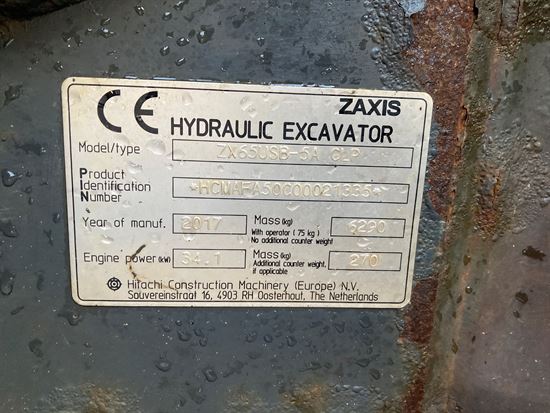 CE ZAXIS
HYDRAULIC EXCAVATOR
Model/type ZX65USB-5A CLP
Product
Identification
Number
Year of manuf. 2017 Mass(kg)
With operator (75 kg)
No additional counter weight
6290
Engine power(kW) 34.1 Mass(kg)
Additional counter weight,
if applicable
270
Hitachi Construction Machinery (Europe) N.V.
Souvereinstraat 16, 4903 RH Oosterhout, The Netherlands